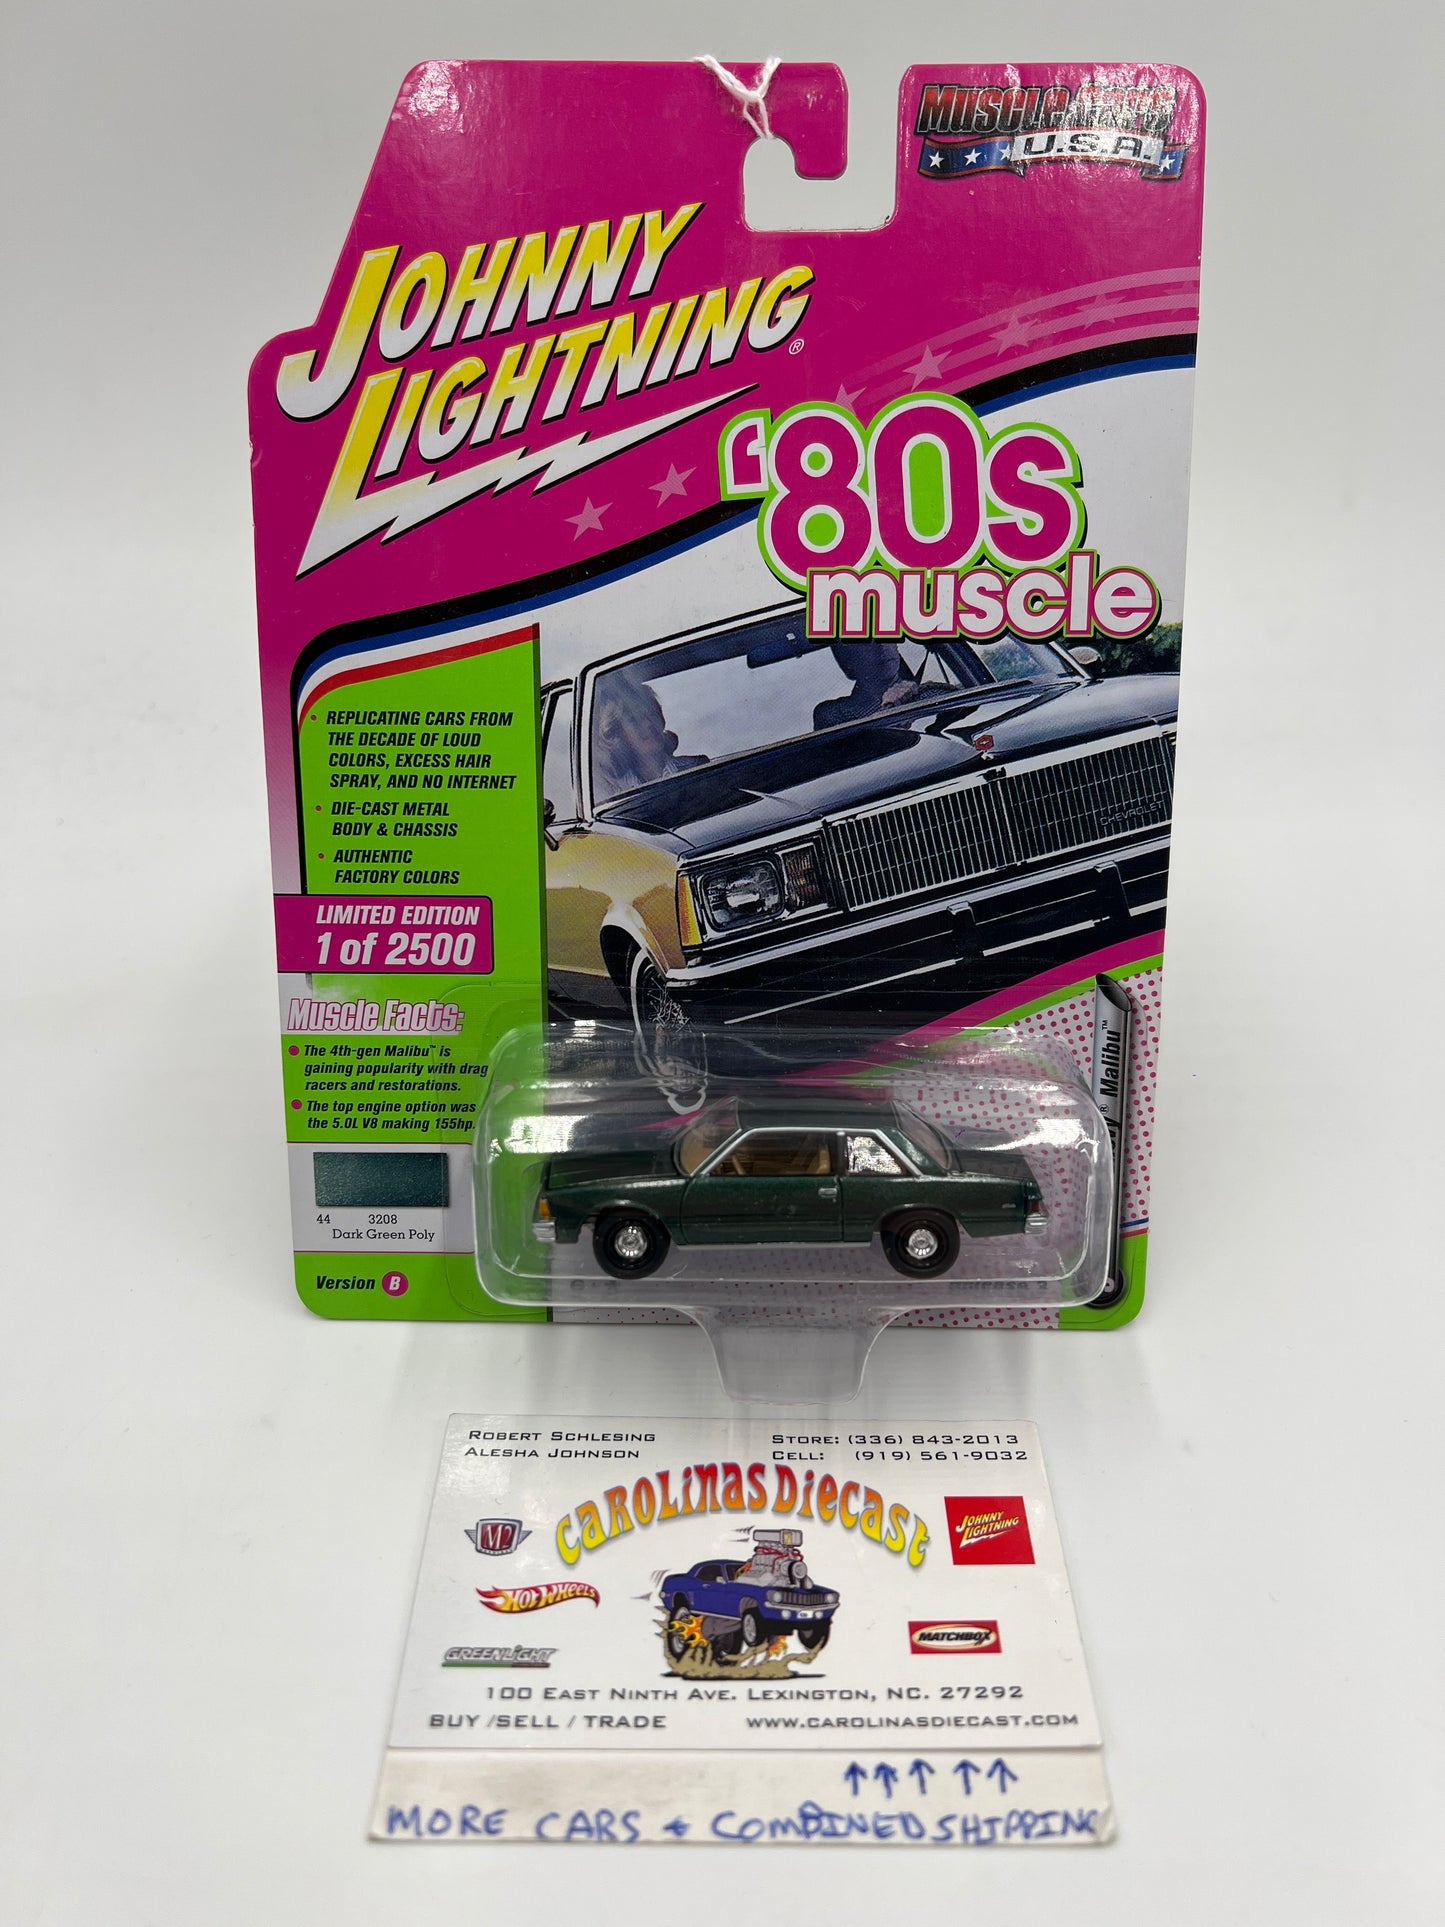 MUSCLE CARS
U.S.A.
JOHNNY
LIGHTNING®
'80s
muscle
• REPLICATING CARS FROM
THE DECADE OF LOUD
COLORS, EXCESS HAIR
SPRAY, AND NO INTERNET
• DIE-CAST METAL
BODY & CHASSIS
• AUTHENTIC
FACTORY COLORS
CHEVROLET
LIMITED EDITION
1 of 2500
Muscle Facts:
• The 4th-gen Malibu™ is
gaining popularity with drag
racers and restorations.
• The top engine option was
the 5.0L V8 making 155hp.
Malibu™
44 3208
Dark Green Poly
Version B
Release 3
ROBERT SCHLESING
ALESHA JOHNSON
STORE: (336) 843-2013
CELL: (919) 561-9032
CAROLINAS DIECAST
M2
JOHNNY
LIGHTNING
HOT WHEELS
MATCHBOX
GREENLIGHT
100 EAST NINTH AVE. LEXINGTON, NC. 27292
BUY /SELL / TRADE WWW.CAROLINASDIECAST.COM
↑↑↑ ↑↑
MORE CARS + COMBINED SHIPPING